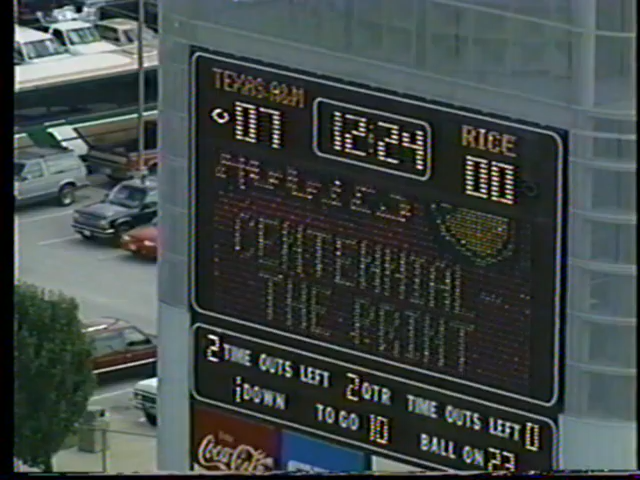 TEXAS A&M
07 12:24 RICE
00
CENTENNIAL
THE PRINT
2 TIME OUTS LEFT 2 QTR TIME OUTS LEFT 0
1 DOWN TO GO 10 BALL ON 23
Coca-Cola